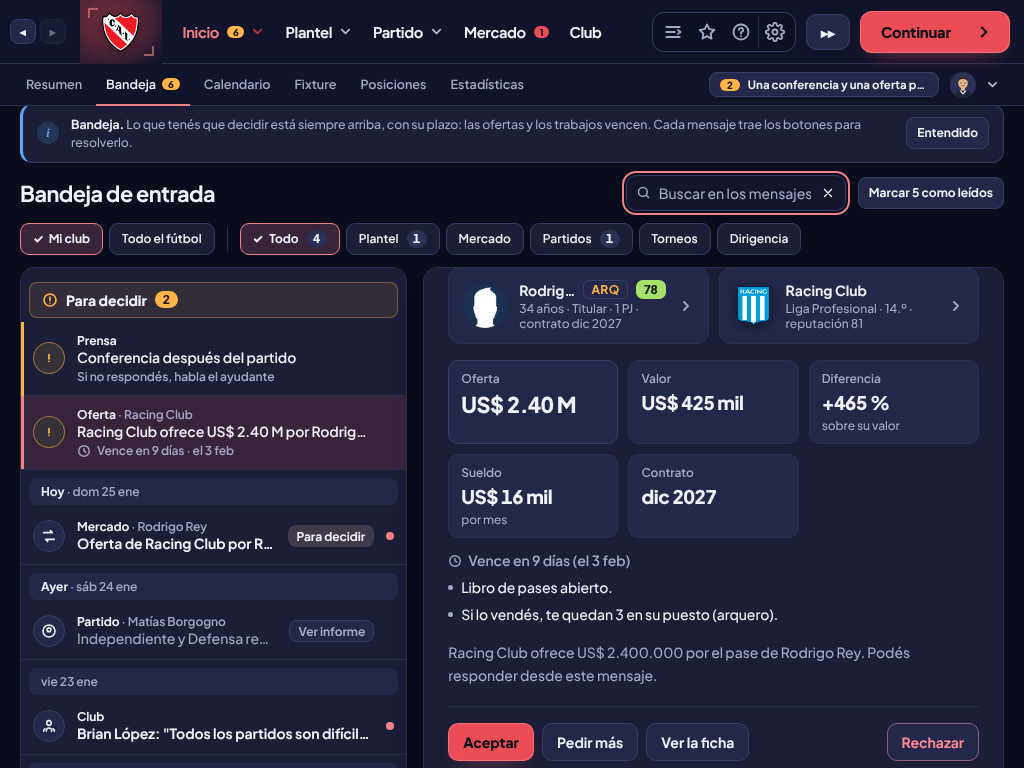 Inicio 6
Plantel
Partido
Mercado 1
Club
Continuar
Resumen
Bandeja 6
Calendario
Fixture
Posiciones
Estadísticas
2 Una conferencia y una oferta p...
Bandeja. Lo que tenés que decidir está siempre arriba, con su plazo: las ofertas y los trabajos vencen. Cada mensaje trae los botones para
resolverlo.
Entendido
Bandeja de entrada
Buscar en los mensajes
Marcar 5 como leídos
Mi club
Todo el fútbol
Todo 4
Plantel 1
Mercado
Partidos 1
Torneos
Dirigencia
Para decidir 2
Prensa
Conferencia después del partido
Si no respondés, habla el ayudante
Oferta · Racing Club
Racing Club ofrece US$ 2.40 M por Rodrig...
Vence en 9 días · el 3 feb
Hoy · dom 25 ene
Mercado · Rodrigo Rey
Oferta de Racing Club por R...
Para decidir
Ayer · sáb 24 ene
Partido · Matías Borgogno
Independiente y Defensa re...
Ver informe
vie 23 ene
Club
Brian López: "Todos los partidos son difícil...
Rodrig... ARQ 78
34 años · Titular · 1 PJ ·
contrato dic 2027
RACING
Racing Club
Liga Profesional · 14.º ·
reputación 81
Oferta
US$ 2.40 M
Valor
US$ 425 mil
Diferencia
+465 %
sobre su valor
Sueldo
US$ 16 mil
por mes
Contrato
dic 2027
Vence en 9 días (el 3 feb)
Libro de pases abierto.
Si lo vendés, te quedan 3 en su puesto (arquero).
Racing Club ofrece US$ 2.400.000 por el pase de Rodrigo Rey. Podés
responder desde este mensaje.
Aceptar
Pedir más
Ver la ficha
Rechazar